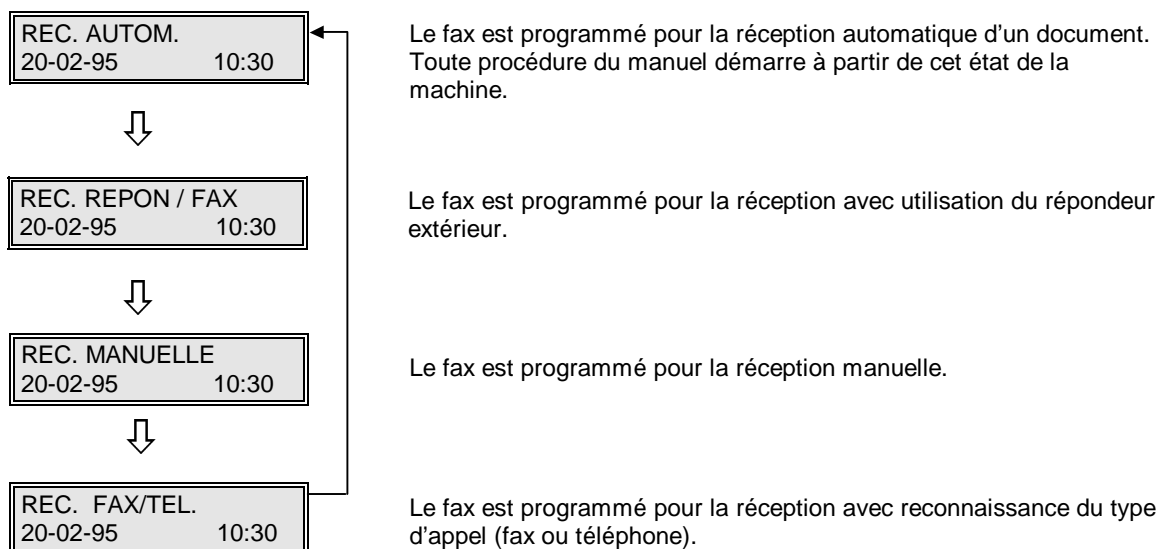 REC. AUTOM.
20-02-95 10:30
Le fax est programmé pour la réception automatique d'un document.
Toute procédure du manuel démarre à partir de cet état de la
machine.
REC. REPON / FAX
20-02-95 10:30
Le fax est programmé pour la réception avec utilisation du répondeur
extérieur.
REC. MANUELLE
20-02-95 10:30
Le fax est programmé pour la réception manuelle.
REC. FAX/TEL.
20-02-95 10:30
Le fax est programmé pour la réception avec reconnaissance du type
d'appel (fax ou téléphone).